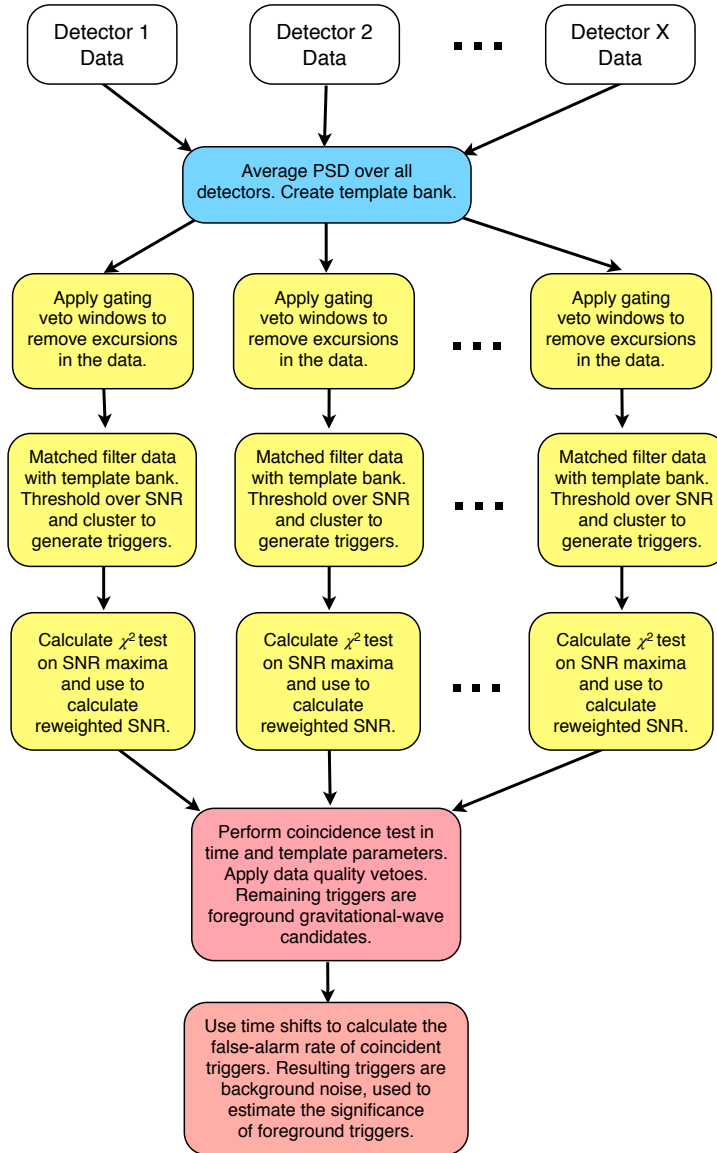 Detector 1
Data
Detector 2
Data
Detector X
Data
Average PSD over all
detectors. Create template bank.
Apply gating
veto windows to
remove excursions
in the data.
Apply gating
veto windows to
remove excursions
in the data.
Apply gating
veto windows to
remove excursions
in the data.
Matched filter data
with template bank.
Threshold over SNR
and cluster to
generate triggers.
Matched filter data
with template bank.
Threshold over SNR
and cluster to
generate triggers.
Matched filter data
with template bank.
Threshold over SNR
and cluster to
generate triggers.
Calculate χ² test
on SNR maxima
and use to
calculate
reweighted SNR.
Calculate χ² test
on SNR maxima
and use to
calculate
reweighted SNR.
Calculate χ² test
on SNR maxima
and use to
calculate
reweighted SNR.
Perform coincidence test in
time and template parameters.
Apply data quality vetoes.
Remaining triggers are
foreground gravitational-wave
candidates.
Use time shifts to calculate the
false-alarm rate of coincident
triggers. Resulting triggers are
background noise, used to
estimate the significance
of foreground triggers.